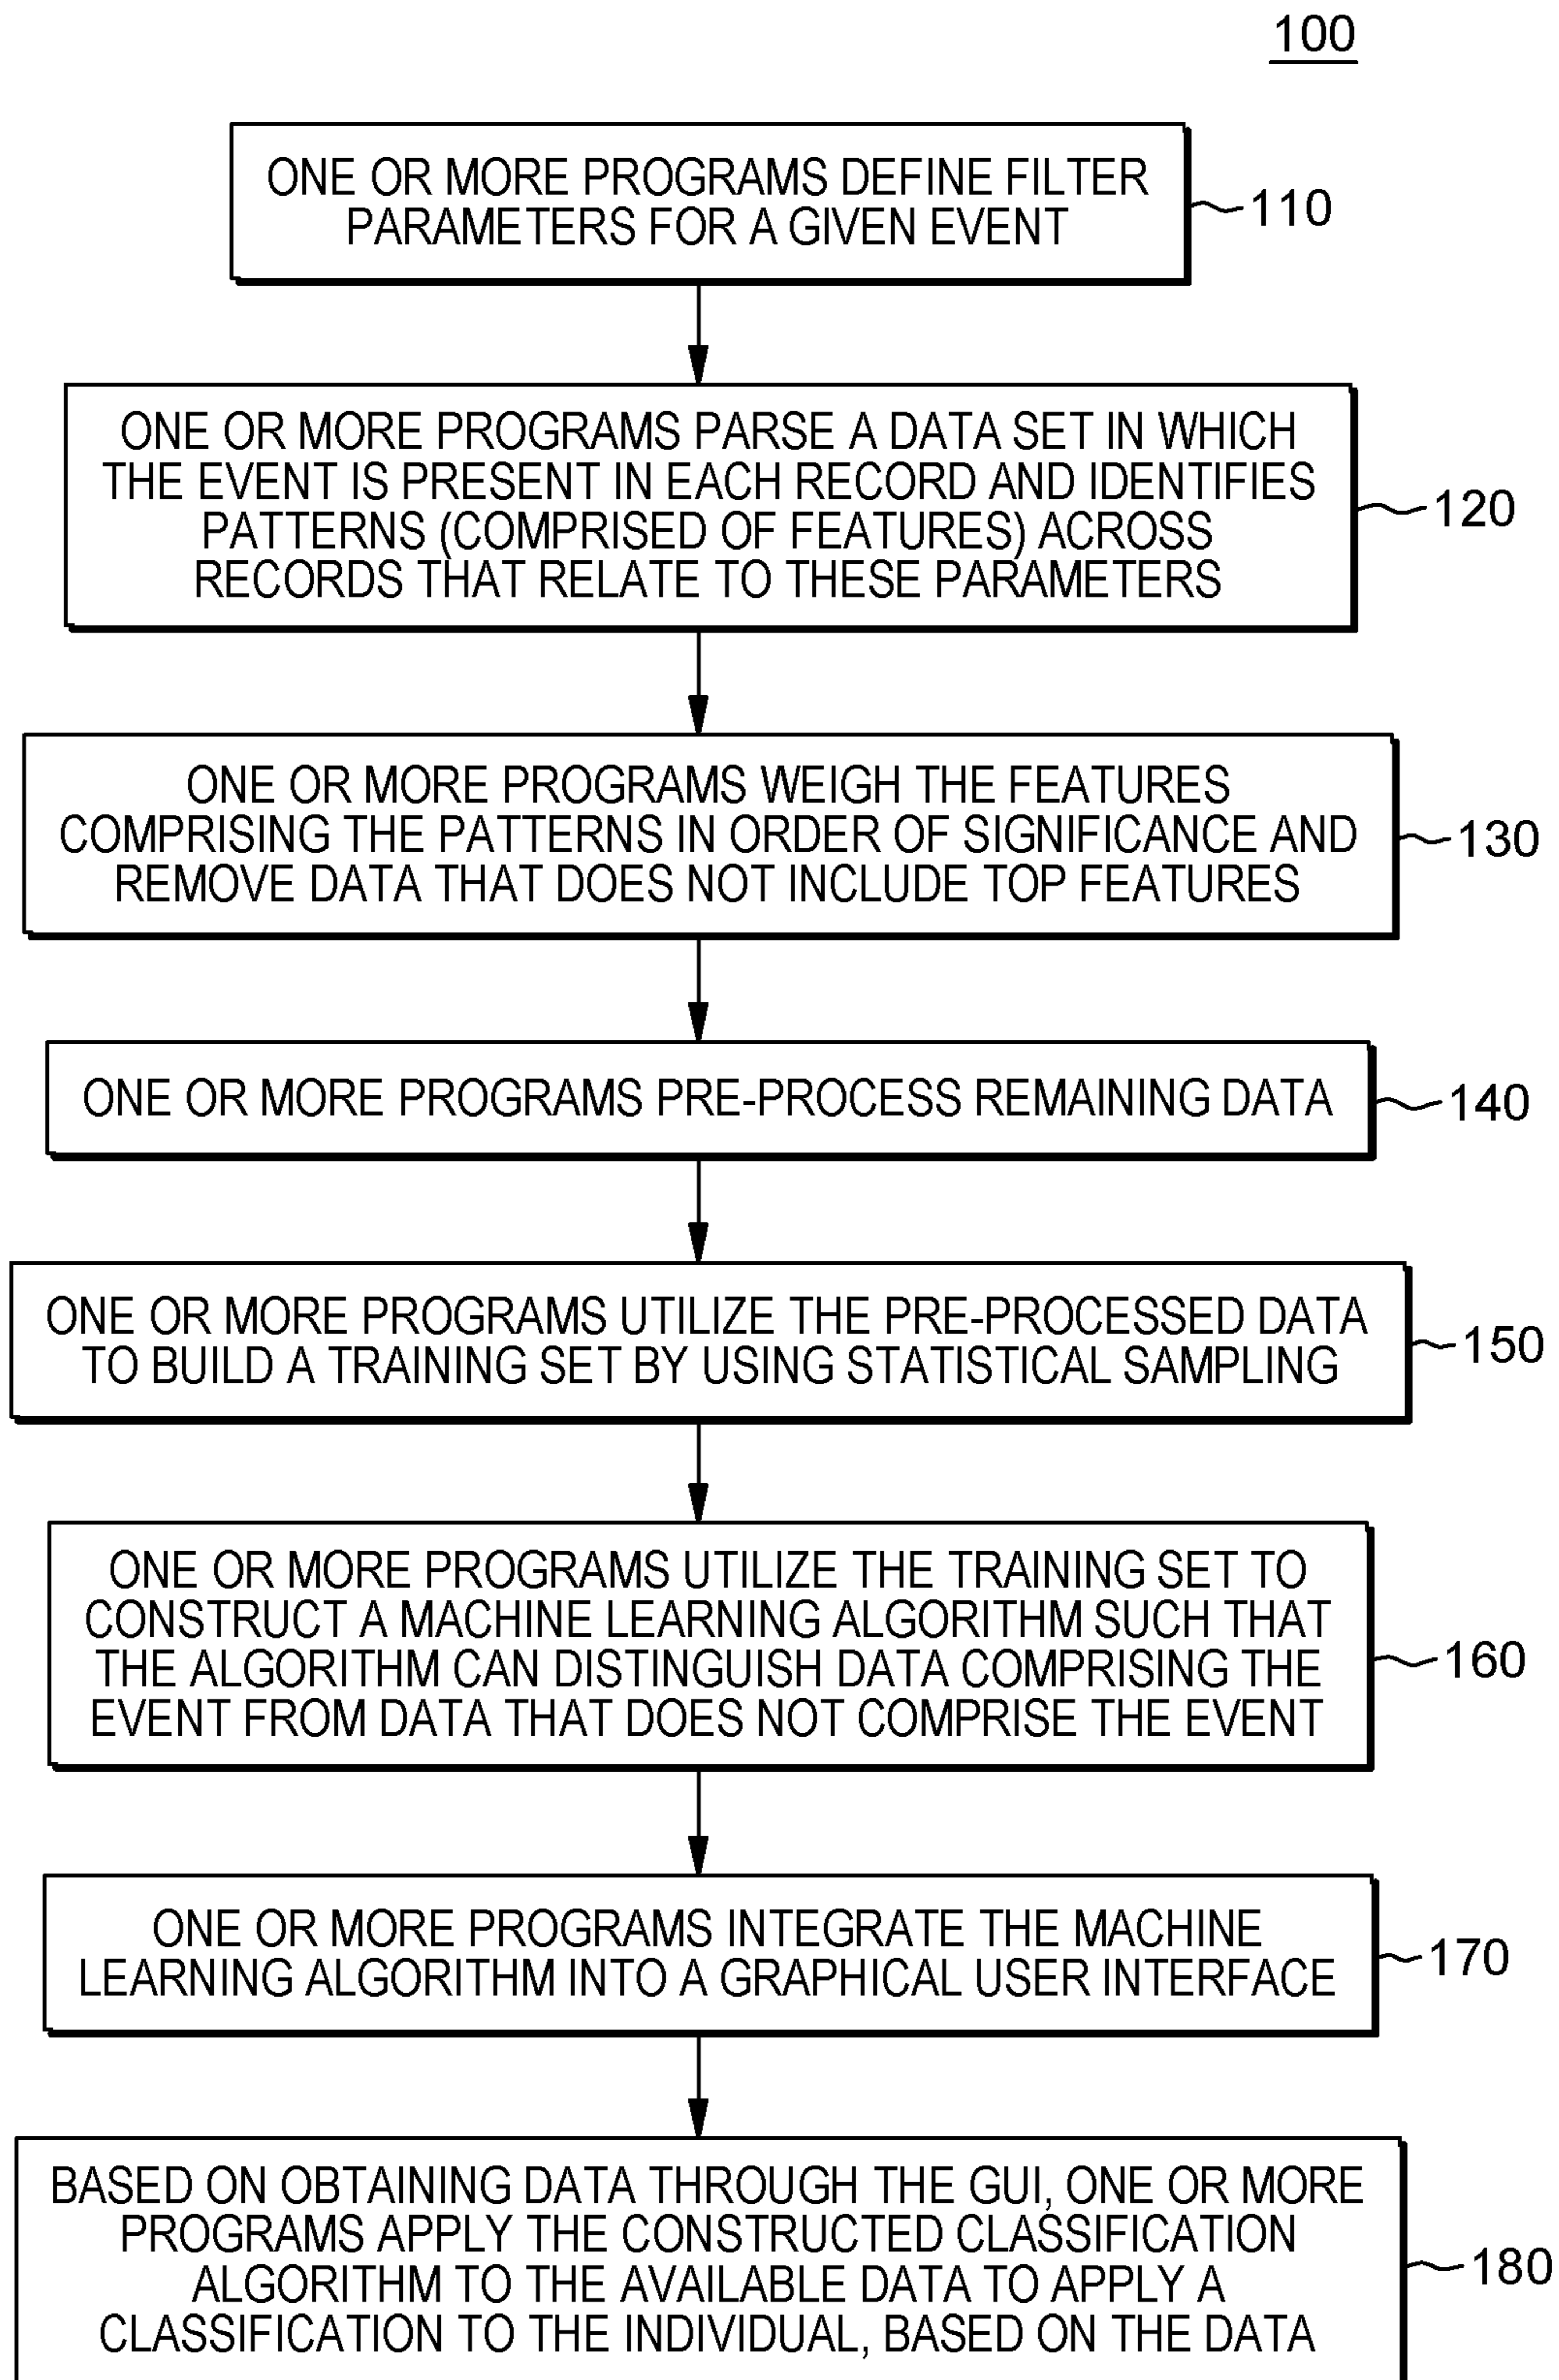 100
ONE OR MORE PROGRAMS DEFINE FILTER
PARAMETERS FOR A GIVEN EVENT
110
ONE OR MORE PROGRAMS PARSE A DATA SET IN WHICH
THE EVENT IS PRESENT IN EACH RECORD AND IDENTIFIES
PATTERNS (COMPRISED OF FEATURES) ACROSS
RECORDS THAT RELATE TO THESE PARAMETERS
120
ONE OR MORE PROGRAMS WEIGH THE FEATURES
COMPRISING THE PATTERNS IN ORDER OF SIGNIFICANCE AND
REMOVE DATA THAT DOES NOT INCLUDE TOP FEATURES
130
ONE OR MORE PROGRAMS PRE-PROCESS REMAINING DATA
140
ONE OR MORE PROGRAMS UTILIZE THE PRE-PROCESSED DATA
TO BUILD A TRAINING SET BY USING STATISTICAL SAMPLING
150
ONE OR MORE PROGRAMS UTILIZE THE TRAINING SET TO
CONSTRUCT A MACHINE LEARNING ALGORITHM SUCH THAT
THE ALGORITHM CAN DISTINGUISH DATA COMPRISING THE
EVENT FROM DATA THAT DOES NOT COMPRISE THE EVENT
160
ONE OR MORE PROGRAMS INTEGRATE THE MACHINE
LEARNING ALGORITHM INTO A GRAPHICAL USER INTERFACE
170
BASED ON OBTAINING DATA THROUGH THE GUI, ONE OR MORE
PROGRAMS APPLY THE CONSTRUCTED CLASSIFICATION
ALGORITHM TO THE AVAILABLE DATA TO APPLY A
CLASSIFICATION TO THE INDIVIDUAL, BASED ON THE DATA
180